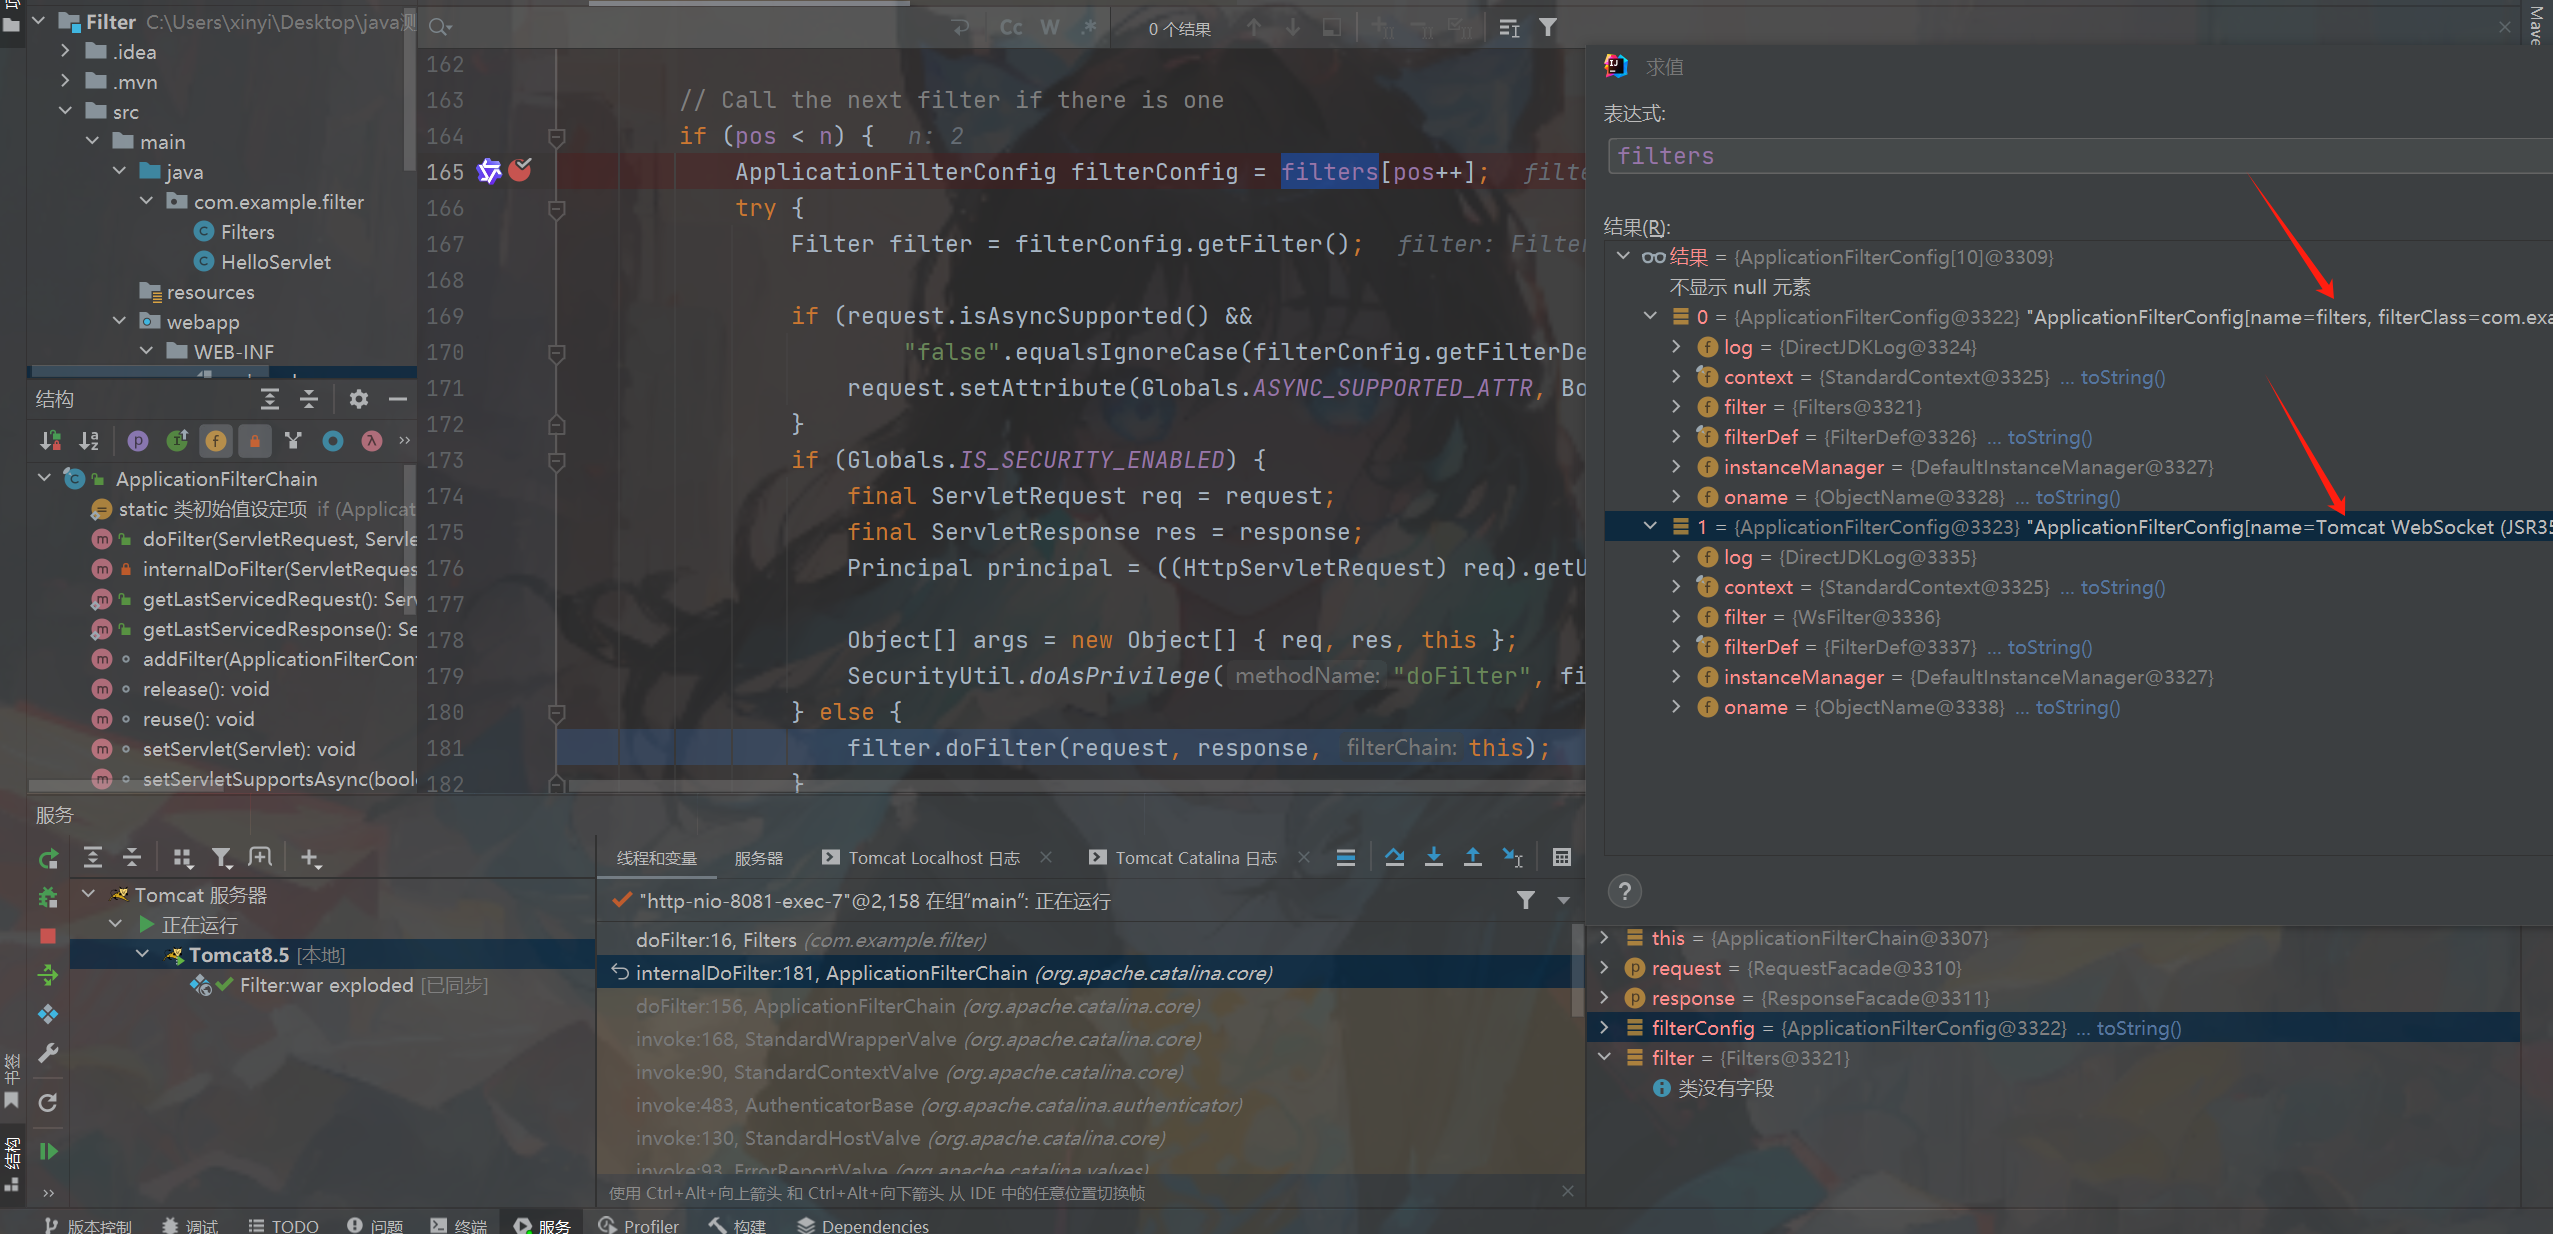 Filter C:\Users\xinyi\Desktop\java测
.idea
.mvn
src
main
java
com.example.filter
Filters
HelloServlet
resources
webapp
WEB-INF
结构
ApplicationFilterChain
static 类初始值设定项 if (Applicat
doFilter(ServletRequest, Servle
internalDoFilter(ServletReques
getLastServicedRequest(): Serv
getLastServicedResponse(): Se
addFilter(ApplicationFilterCon
release(): void
reuse(): void
setServlet(Servlet): void
setServletSupportsAsync(bool
Cc W .* 0 个结果
162
163 // Call the next filter if there is one
164 if (pos < n) { n: 2
165 ApplicationFilterConfig filterConfig = filters[pos++]; filte
166 try {
167 Filter filter = filterConfig.getFilter(); filter: Filter
168
169 if (request.isAsyncSupported() &&
170 "false".equalsIgnoreCase(filterConfig.getFilterDe
171 request.setAttribute(Globals.ASYNC_SUPPORTED_ATTR, Bo
172 }
173 if (Globals.IS_SECURITY_ENABLED) {
174 final ServletRequest req = request;
175 final ServletResponse res = response;
176 Principal principal = ((HttpServletRequest) req).getU
177
178 Object[] args = new Object[] { req, res, this };
179 SecurityUtil.doAsPrivilege( methodName: "doFilter", fi
180 } else {
181 filter.doFilter(request, response, filterChain: this);
182 }
Mave
求值
表达式:
filters
结果(R):
结果 = {ApplicationFilterConfig[10]@3309}
不显示 null 元素
0 = {ApplicationFilterConfig@3322} "ApplicationFilterConfig[name=filters, filterClass=com.exa
log = {DirectJDKLog@3324}
context = {StandardContext@3325} ... toString()
filter = {Filters@3321}
filterDef = {FilterDef@3326} ... toString()
instanceManager = {DefaultInstanceManager@3327}
oname = {ObjectName@3328} ... toString()
1 = {ApplicationFilterConfig@3323} "ApplicationFilterConfig[name=Tomcat WebSocket (JSR35
log = {DirectJDKLog@3335}
context = {StandardContext@3325} ... toString()
filter = {WsFilter@3336}
filterDef = {FilterDef@3337} ... toString()
instanceManager = {DefaultInstanceManager@3327}
oname = {ObjectName@3338} ... toString()
?
服务
Tomcat 服务器
正在运行
Tomcat8.5 [本地]
Filter:war exploded [已同步]
线程和变量 服务器 Tomcat Localhost 日志 Tomcat Catalina 日志
"http-nio-8081-exec-7"@2,158 在组"main": 正在运行
doFilter:16, Filters (com.example.filter)
internalDoFilter:181, ApplicationFilterChain (org.apache.catalina.core)
doFilter:156, ApplicationFilterChain (org.apache.catalina.core)
invoke:168, StandardWrapperValve (org.apache.catalina.core)
invoke:90, StandardContextValve (org.apache.catalina.core)
invoke:483, AuthenticatorBase (org.apache.catalina.authenticator)
invoke:130, StandardHostValve (org.apache.catalina.core)
invoke:93, ErrorReportValve (org.apache.catalina.valves)
使用 Ctrl+Alt+向上箭头 和 Ctrl+Alt+向下箭头 从 IDE 中的任意位置切换帧
this = {ApplicationFilterChain@3307}
request = {RequestFacade@3310}
response = {ResponseFacade@3311}
filterConfig = {ApplicationFilterConfig@3322} ... toString()
filter = {Filters@3321}
类没有字段
书签
结构
版本控制 调试 TODO 问题 终端 服务 Profiler 构建 Dependencies